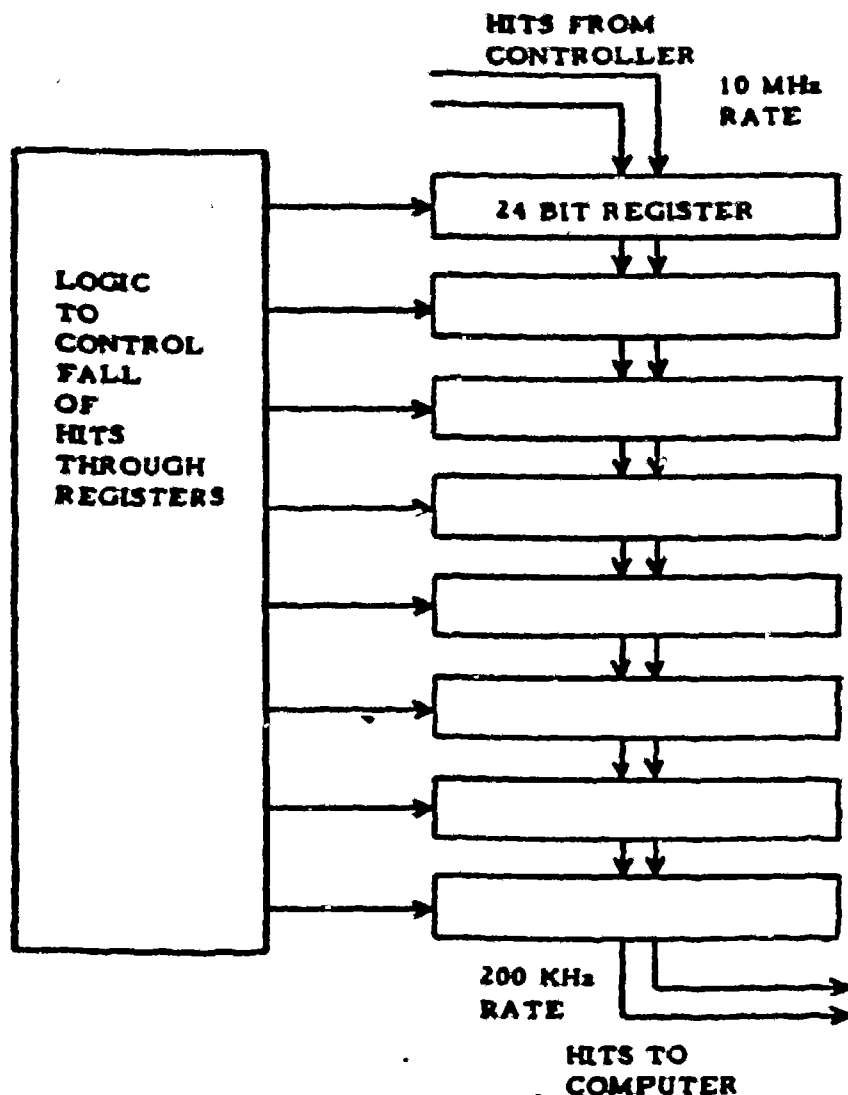 HITS FROM
CONTROLLER
10 MHz
RATE
24 BIT REGISTER
LOGIC
TO
CONTROL
FALL
OF
HITS
THROUGH
REGISTERS
200 KHz
RATE
HITS TO
COMPUTER